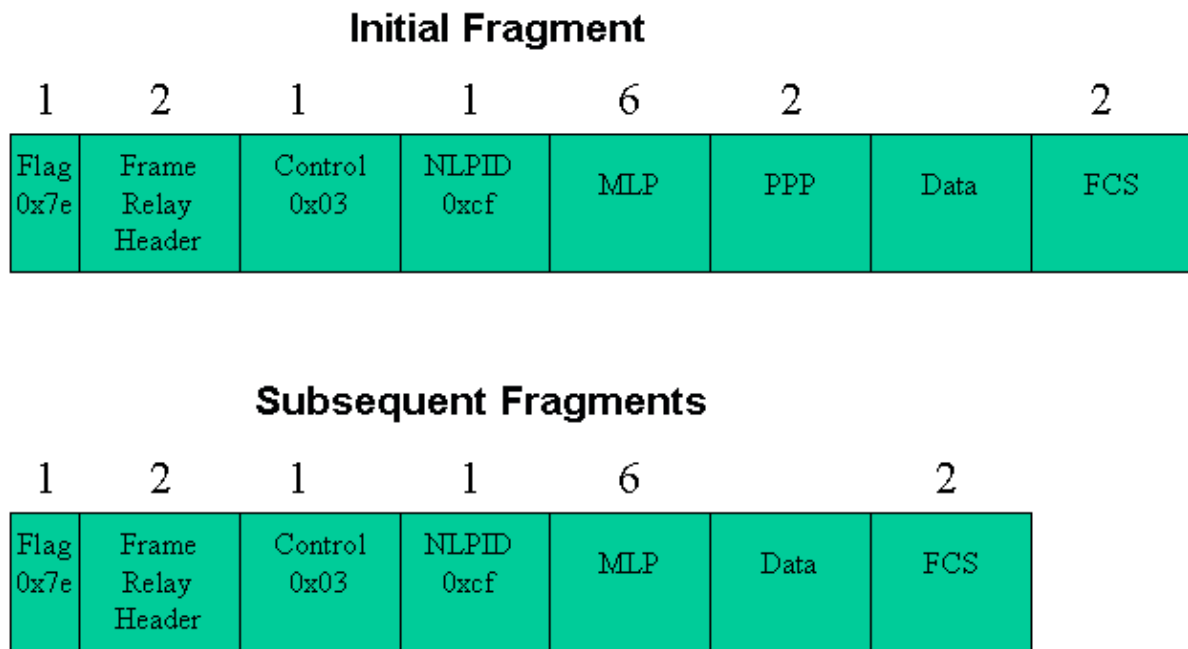 Initial Fragment
1 2 1 1 6 2 2
Flag 0x7e
Frame Relay Header
Control 0x03
NLPID 0xcf
MLP
PPP
Data
FCS
Subsequent Fragments
1 2 1 1 6 2
Flag 0x7e
Frame Relay Header
Control 0x03
NLPID 0xcf
MLP
Data
FCS